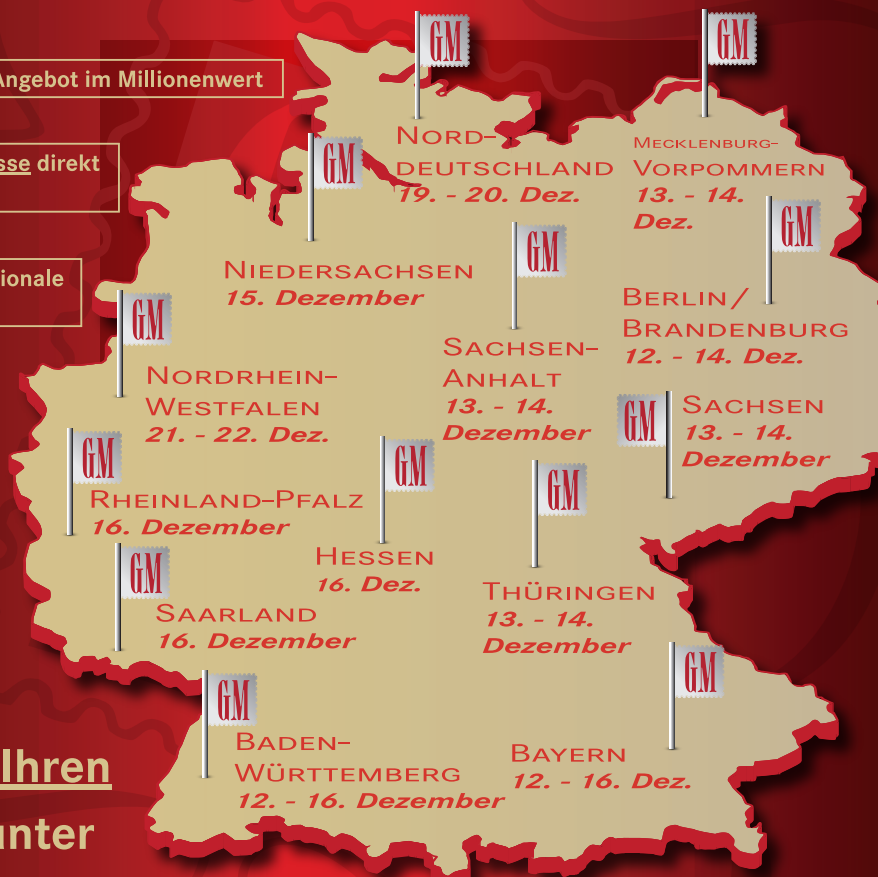 GM
GM
Angebot im Millionenwert
NORD-
DEUTSCHLAND
19. - 20. Dez.
MECKLENBURG-
VORPOMMERN
13. - 14.
Dez.
sse direkt
GM
GM
GM
NIEDERSACHSEN
15. Dezember
ionale
GM
BERLIN/
BRANDENBURG
12. - 14. Dez.
SACHSEN-
ANHALT
13. - 14.
Dezember
NORDRHEIN-
WESTFALEN
21. - 22. Dez.
GM
SACHSEN
13. - 14.
Dezember
GM
RHEINLAND-PFALZ
16. Dezember
GM
HESSEN
16. Dez.
GM
THÜRINGEN
13. - 14.
Dezember
GM
SAARLAND
16. Dezember
GM
BADEN-
WÜRTTEMBERG
12. - 16. Dezember
GM
BAYERN
12. - 16. Dez.
Ihren
unter